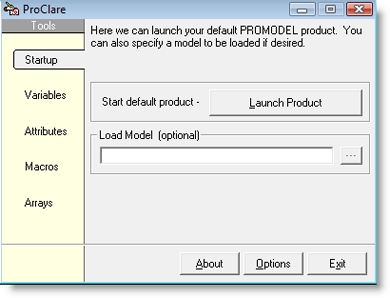 ProClare
Tools
Startup
Variables
Attributes
Macros
Arrays
Here we can launch your default PROMODEL product. You
can also specify a model to be loaded if desired.
Start default product -
Launch Product
Load Model (optional)
...
About
Options
Exit